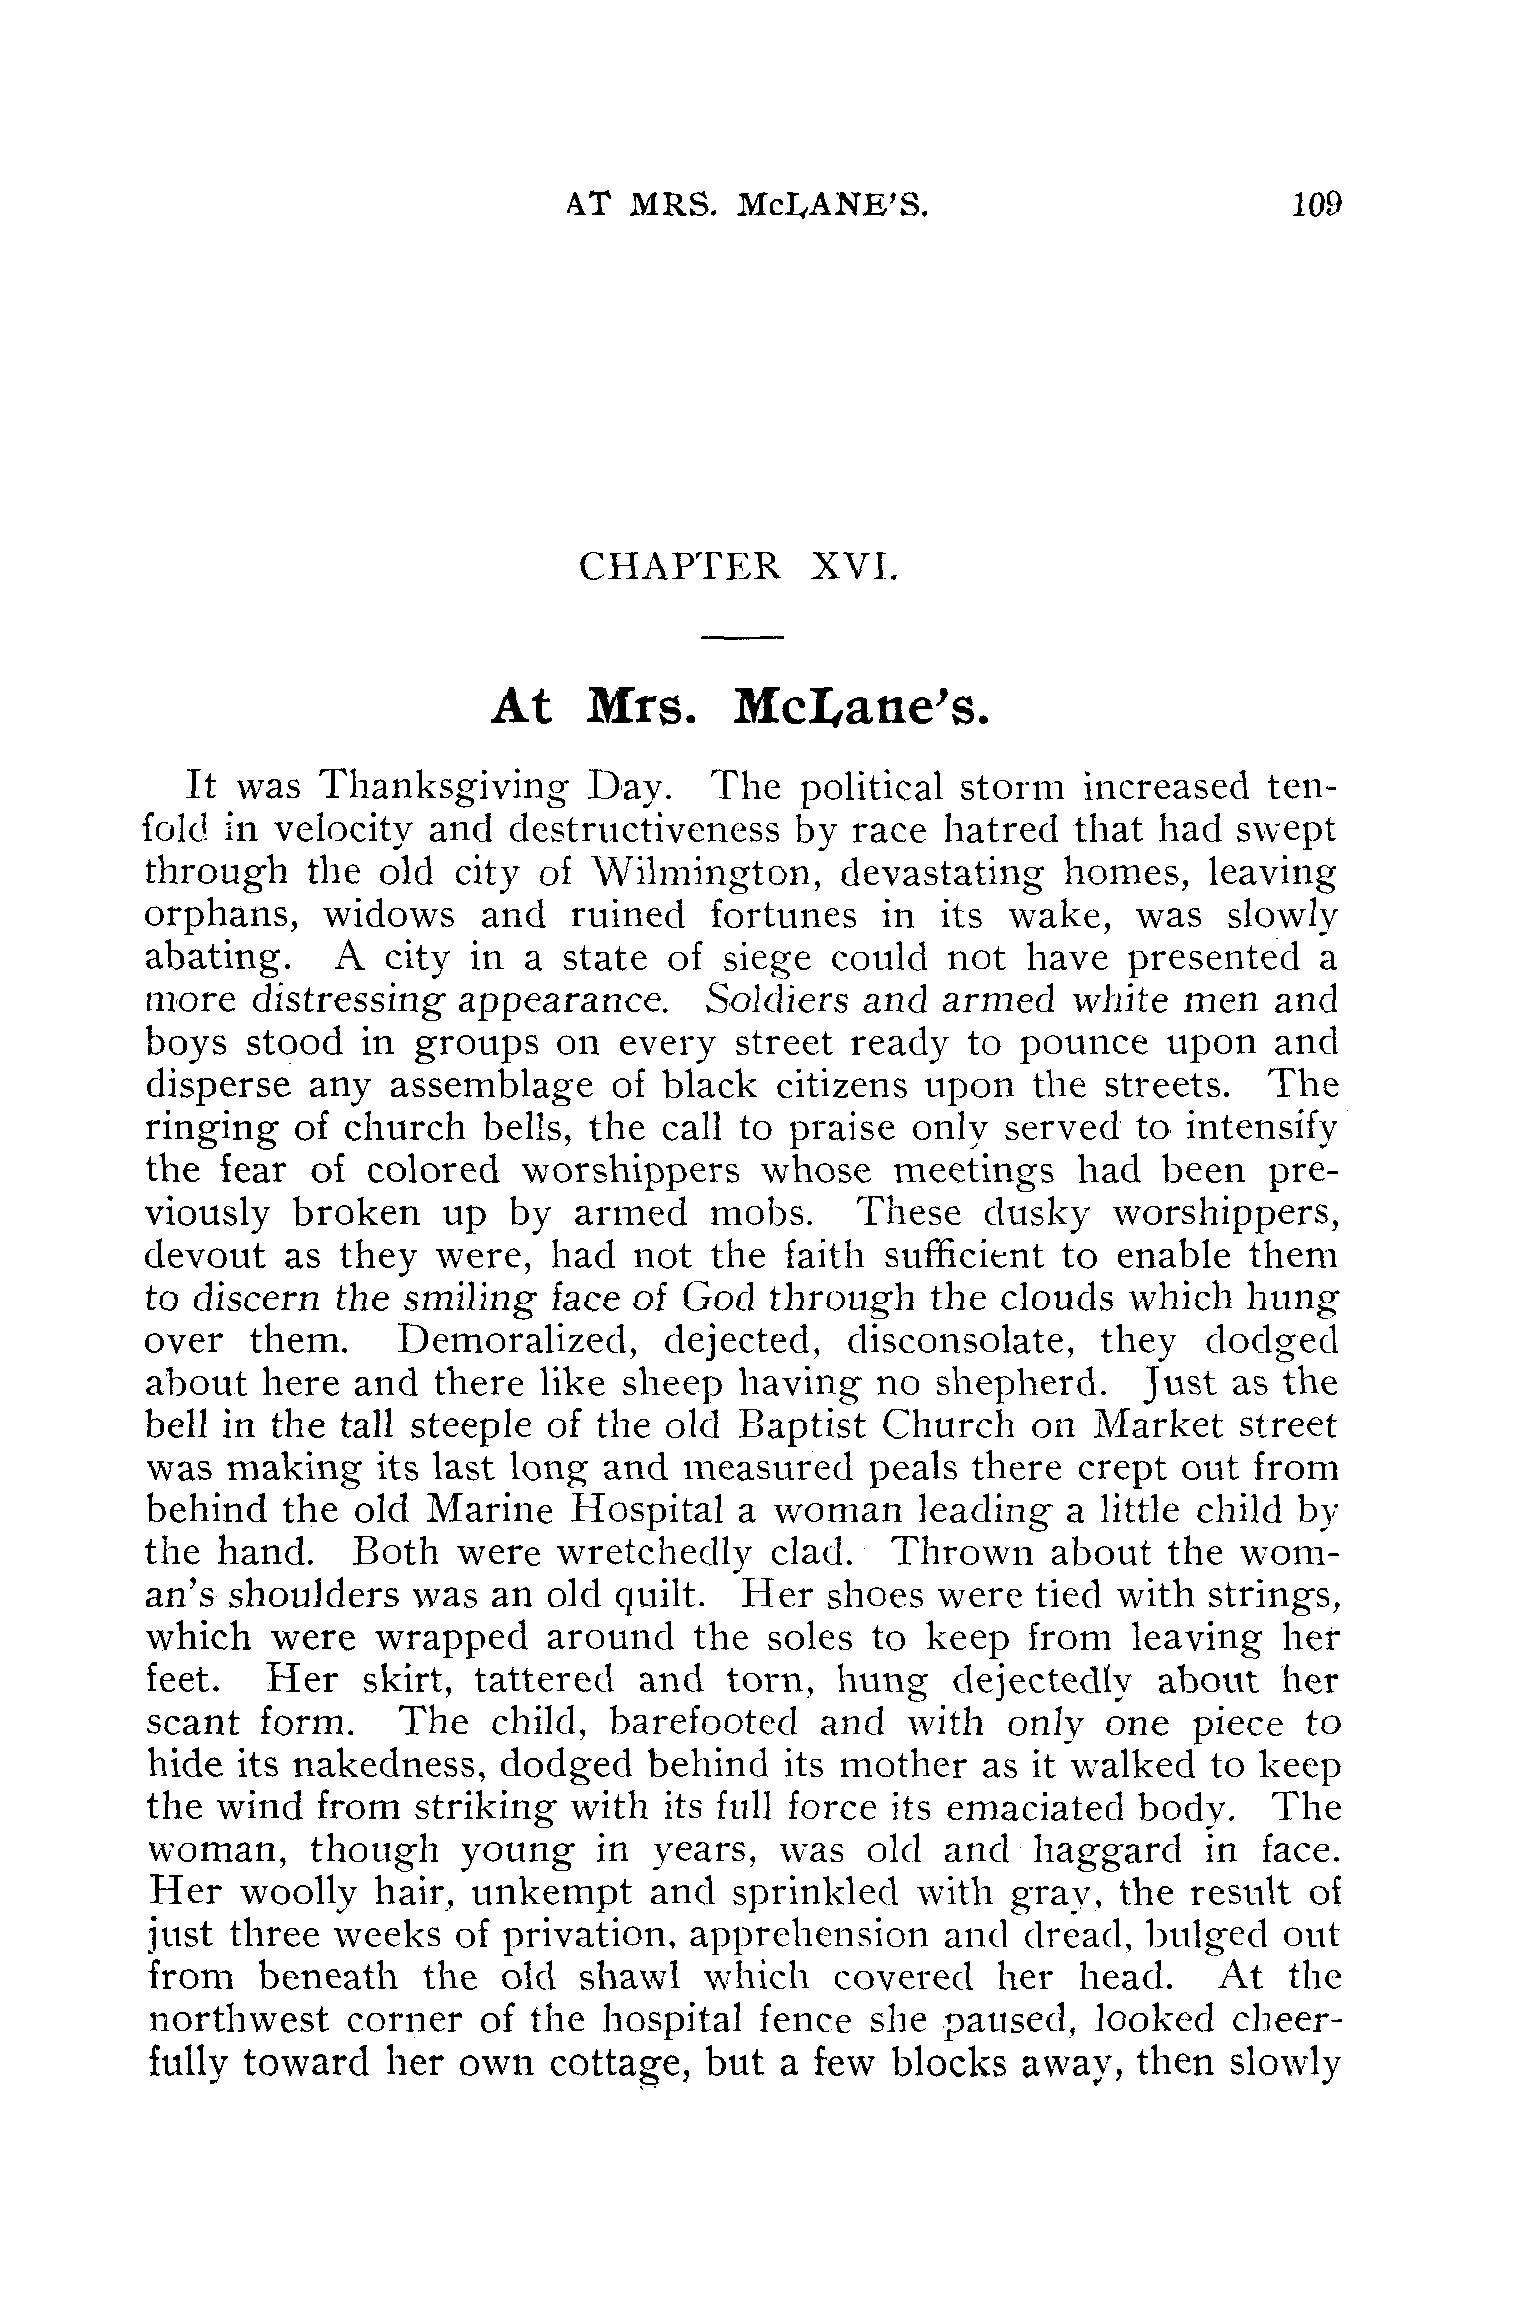 AT MRS. McLANE'S. 109
CHAPTER XVI.
At Mrs. McLane's.
It was Thanksgiving Day. The political storm increased ten-
fold in velocity and destructiveness by race hatred that had swept
through the old city of Wilmington, devastating homes, leaving
orphans, widows and ruined fortunes in its wake, was slowly
abating. A city in a state of siege could not have presented a
more distressing appearance. Soldiers and armed white men and
boys stood in groups on every street ready to pounce upon and
disperse any assemblage of black citizens upon the streets. The
ringing of church bells, the call to praise only served to intensify
the fear of colored worshippers whose meetings had been pre-
viously broken up by armed mobs. These dusky worshippers,
devout as they were, had not the faith sufficient to enable them
to discern the smiling face of God through the clouds which hung
over them. Demoralized, dejected, disconsolate, they dodged
about here and there like sheep having no shepherd. Just as the
bell in the tall steeple of the old Baptist Church on Market street
was making its last long and measured peals there crept out from
behind the old Marine Hospital a woman leading a little child by
the hand. Both were wretchedly clad. Thrown about the wom-
an's shoulders was an old quilt. Her shoes were tied with strings,
which were wrapped around the soles to keep from leaving her
feet. Her skirt, tattered and torn, hung dejectedly about her
scant form. The child, barefooted and with only one piece to
hide its nakedness, dodged behind its mother as it walked to keep
the wind from striking with its full force its emaciated body. The
woman, though young in years, was old and haggard in face.
Her woolly hair, unkempt and sprinkled with gray, the result of
just three weeks of privation, apprehension and dread, bulged out
from beneath the old shawl which covered her head. At the
northwest corner of the hospital fence she paused, looked cheer-
fully toward her own cottage, but a few blocks away, then slowly